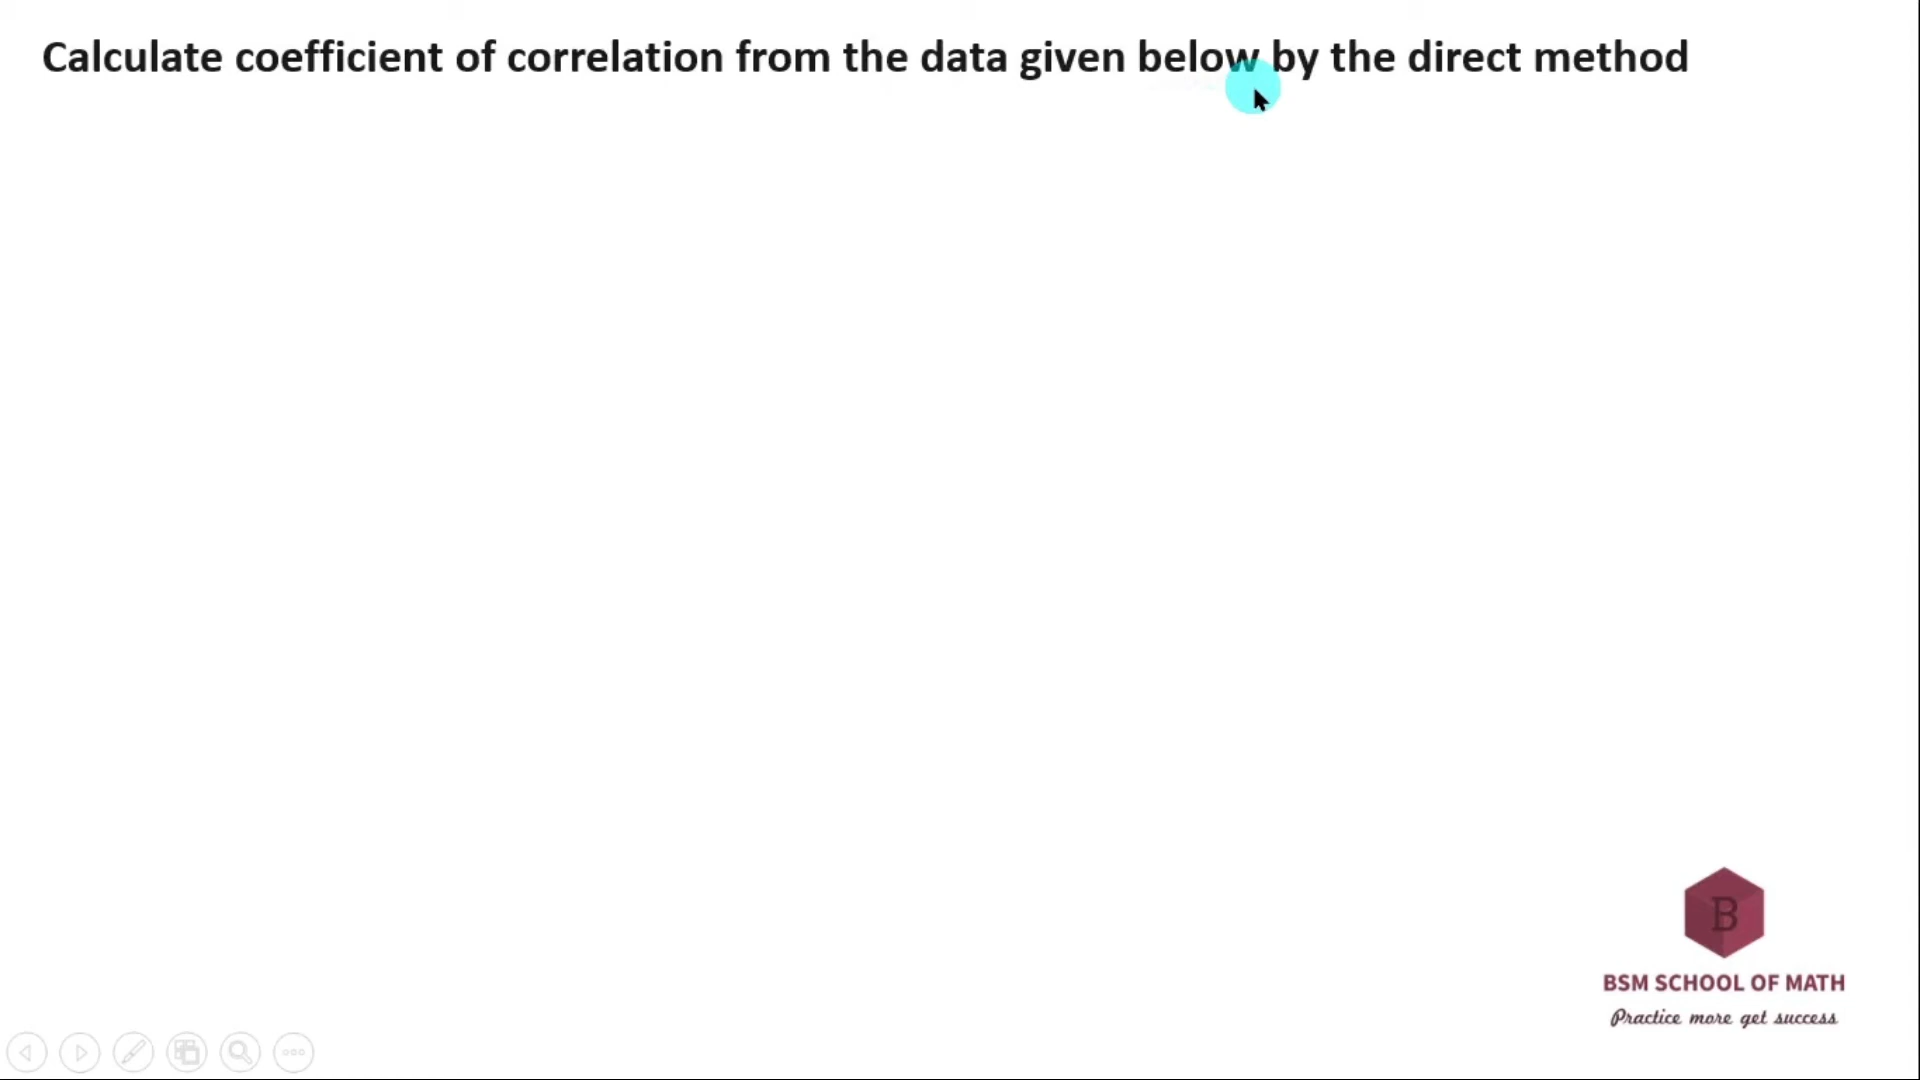 Calculate coefficient of correlation from the data given below by the direct method
B
BSM SCHOOL OF MATH
Practice more get success